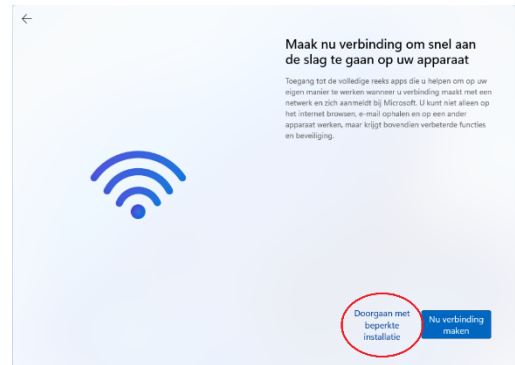 Maak nu verbinding om snel aan
de slag te gaan op uw apparaat
Toegang tot de volledige reeks apps die u helpen om op uw
eigen manier te werken wanneer u verbinding maakt met een
netwerk en zich aanmeldt bij Microsoft. U kunt niet alleen op
het internet browsen, e-mail ophalen en op een ander
apparaat werken, maar krijgt bovendien verbeterde functies
en beveiliging.
Doorgaan met
beperkte
installatie
Nu verbinding
maken